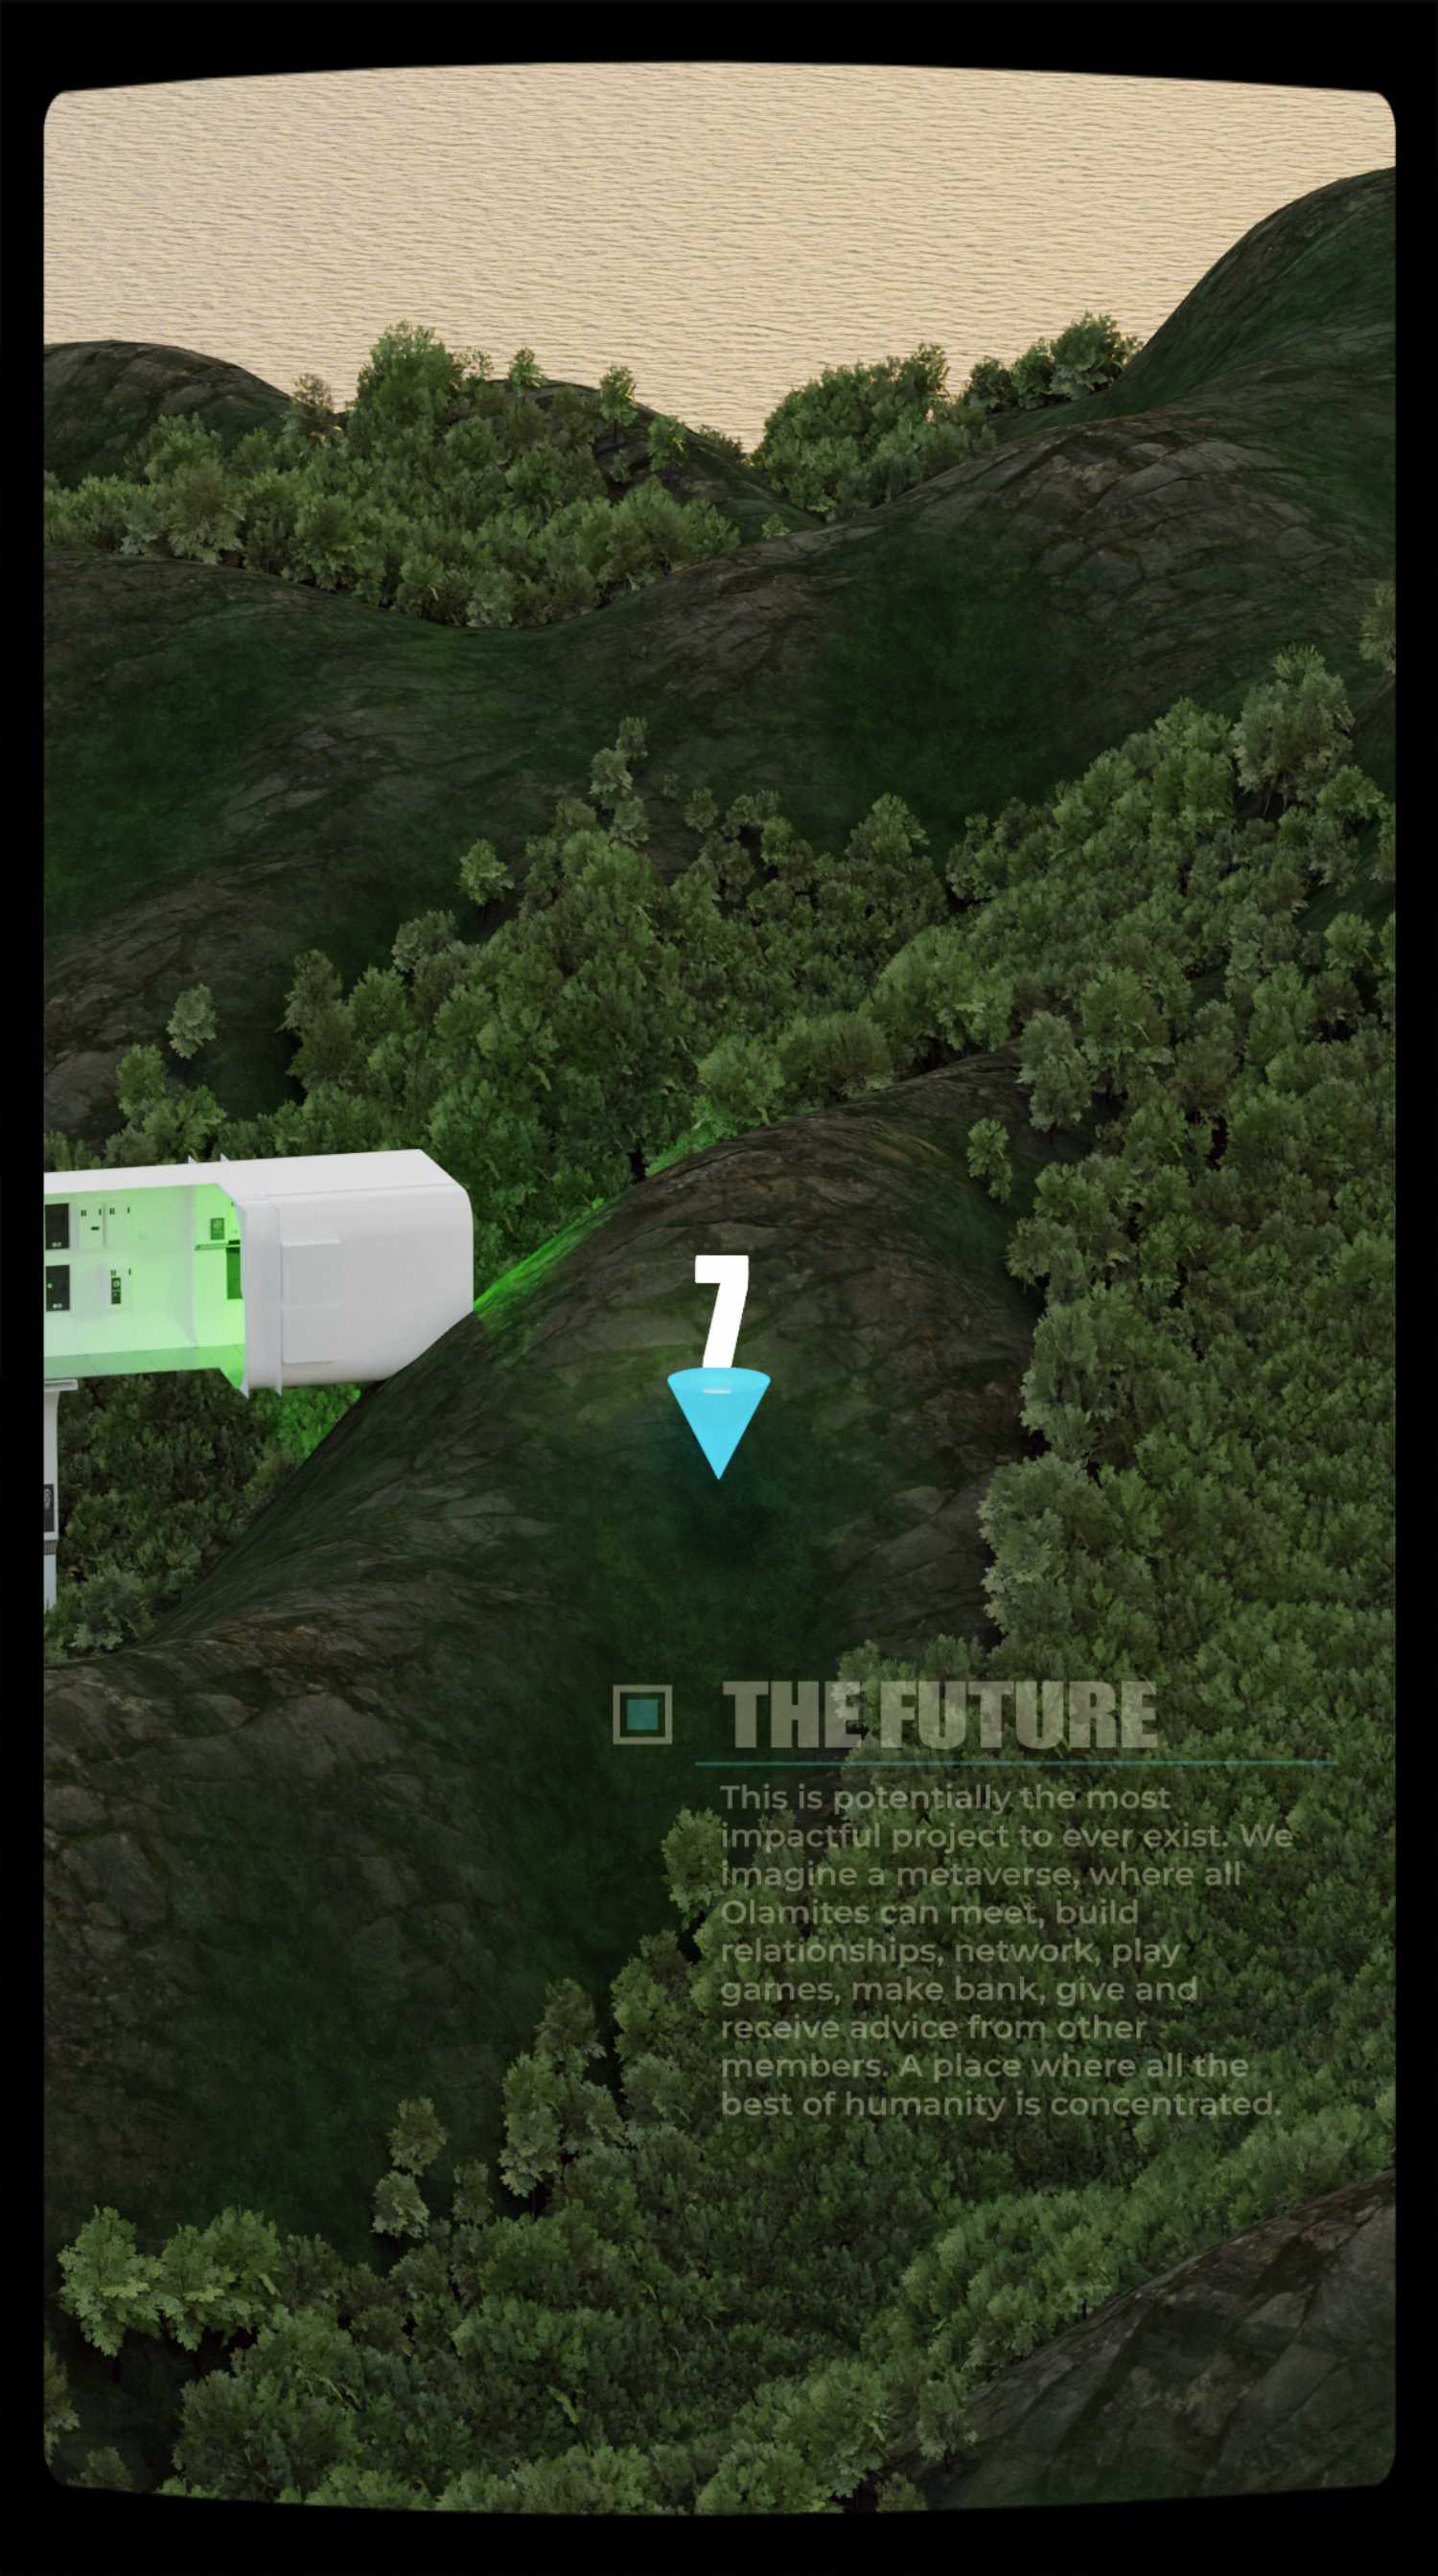 7
THE FUTURE
This is potentially the most
impactful project to ever exist. We
imagine a metaverse, where all
Olamites can meet, build
relationships, network, play
games, make bank, give and
receive advice from other
members. A place where all the
best of humanity is concentrated.